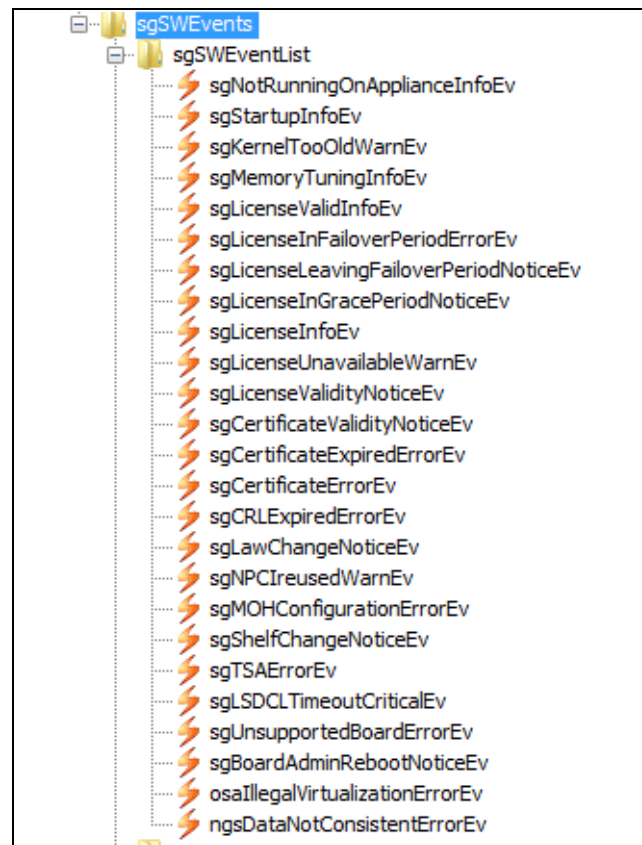 sgSWEvents
sgSWEventList
sgNotRunningOnApplianceInfoEv
sgStartupInfoEv
sgKernelTooOldWarnEv
sgMemoryTuningInfoEv
sgLicenseValidInfoEv
sgLicenseInFailoverPeriodErrorEv
sgLicenseLeavingFailoverPeriodNoticeEv
sgLicenseInGracePeriodNoticeEv
sgLicenseInfoEv
sgLicenseUnavailableWarnEv
sgLicenseValidityNoticeEv
sgCertificateValidityNoticeEv
sgCertificateExpiredErrorEv
sgCertificateErrorEv
sgCRLExpiredErrorEv
sgLawChangeNoticeEv
sgNPCIreusedWarnEv
sgMOHConfigurationErrorEv
sgShelfChangeNoticeEv
sgTSAErrorEv
sgLSDCLTimeoutCriticalEv
sgUnsupportedBoardErrorEv
sgBoardAdminRebootNoticeEv
osaIllegalVirtualizationErrorEv
ngsDataNotConsistentErrorEv